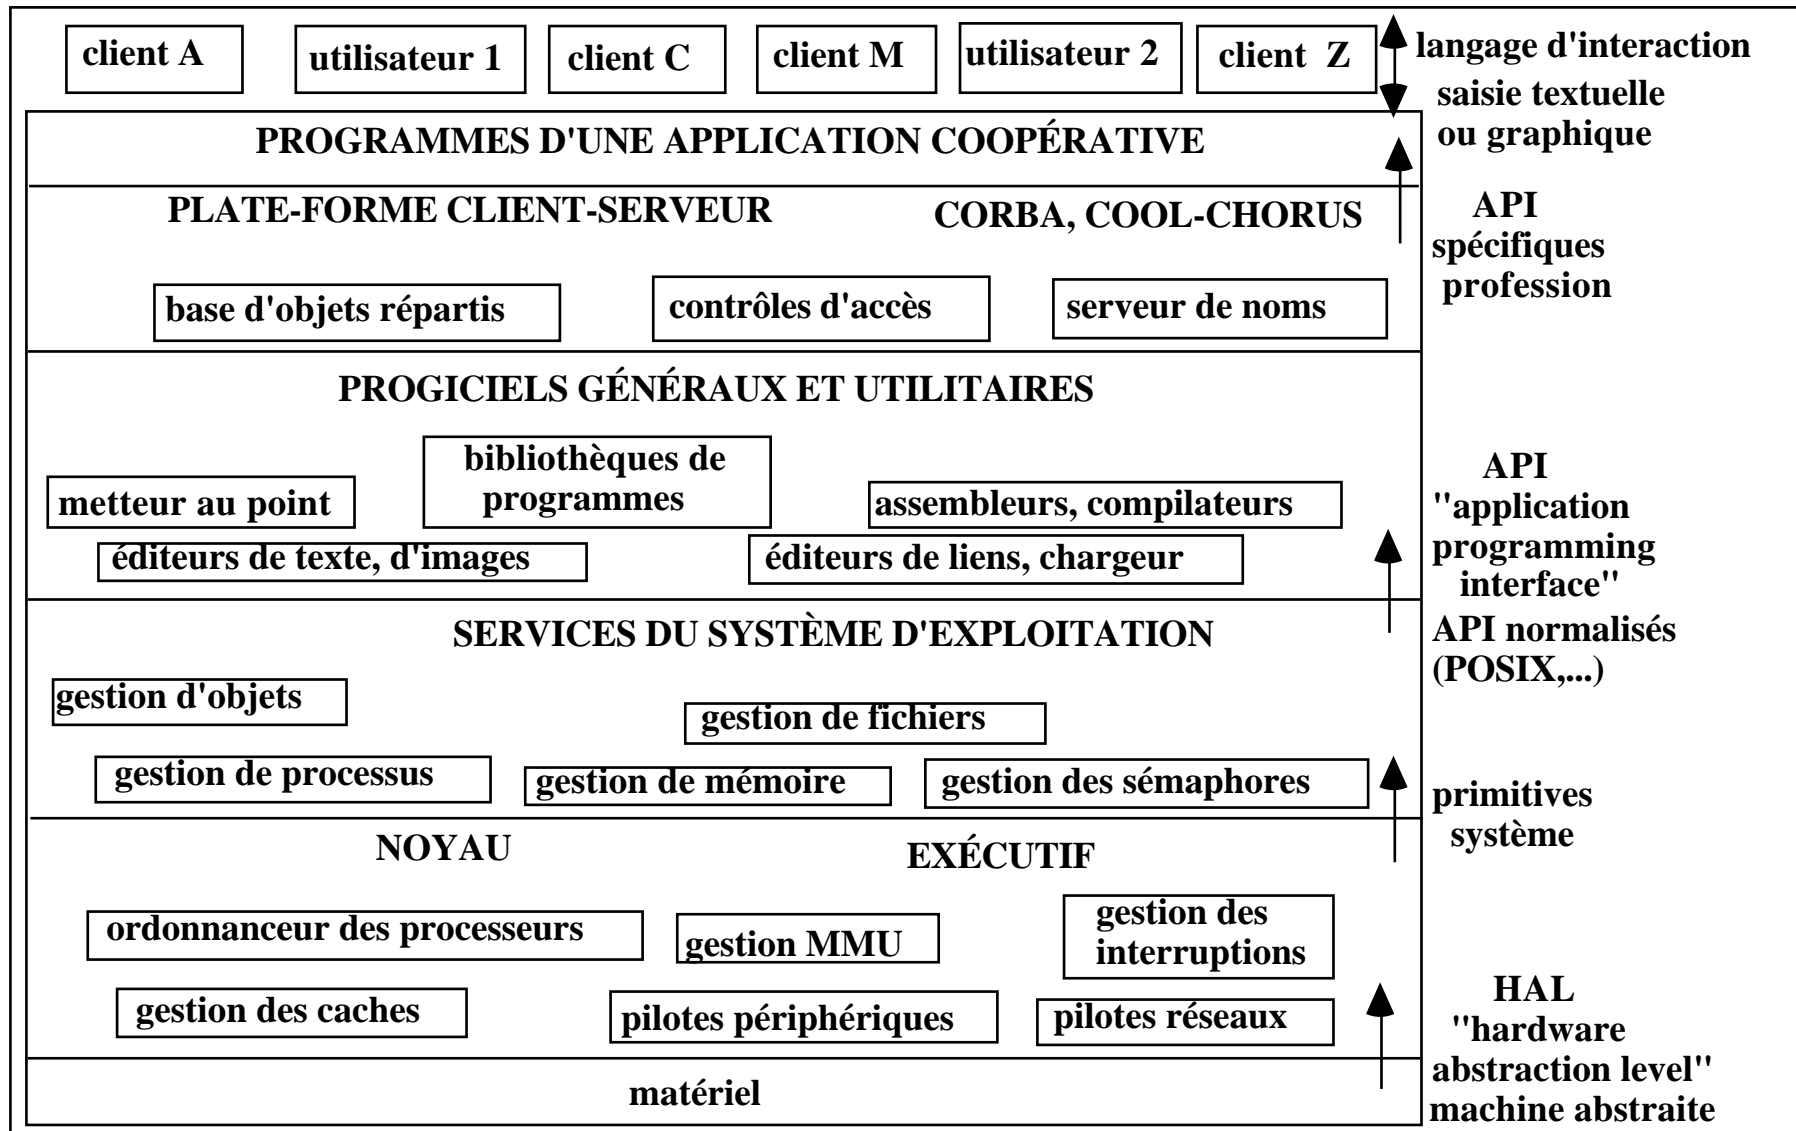 client A
utilisateur 1
client C
client M
utilisateur 2
client Z
langage d'interaction
saisie textuelle
ou graphique
PROGRAMMES D'UNE APPLICATION COOPÉRATIVE
PLATE-FORME CLIENT-SERVEUR
CORBA, COOL-CHORUS
API
spécifiques
profession
base d'objets répartis
contrôles d'accès
serveur de noms
PROGICIELS GÉNÉRAUX ET UTILITAIRES
metteur au point
bibliothèques de
programmes
assembleurs, compilateurs
éditeurs de texte, d'images
éditeurs de liens, chargeur
API
"application
programming
interface"
API normalisés
(POSIX,...)
SERVICES DU SYSTÈME D'EXPLOITATION
gestion d'objets
gestion de fichiers
gestion de processus
gestion de mémoire
gestion des sémaphores
primitives
système
NOYAU
EXÉCUTIF
ordonnanceur des processeurs
gestion MMU
gestion des
interruptions
gestion des caches
pilotes périphériques
pilotes réseaux
HAL
"hardware
abstraction level"
machine abstraite
matériel